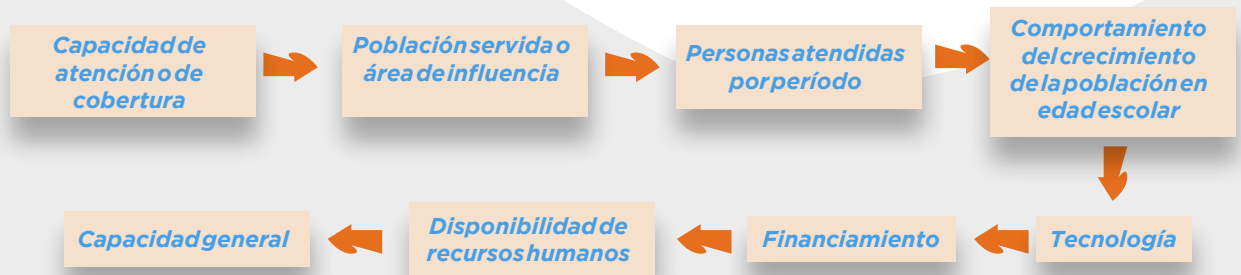 Capacidad de
atención o de
cobertura
Población servida o
área de influencia
Personas atendidas
por período
Comportamiento
del crecimiento
de la población en
edad escolar
Tecnología
Financiamiento
Disponibilidad de
recursos humanos
Capacidad general